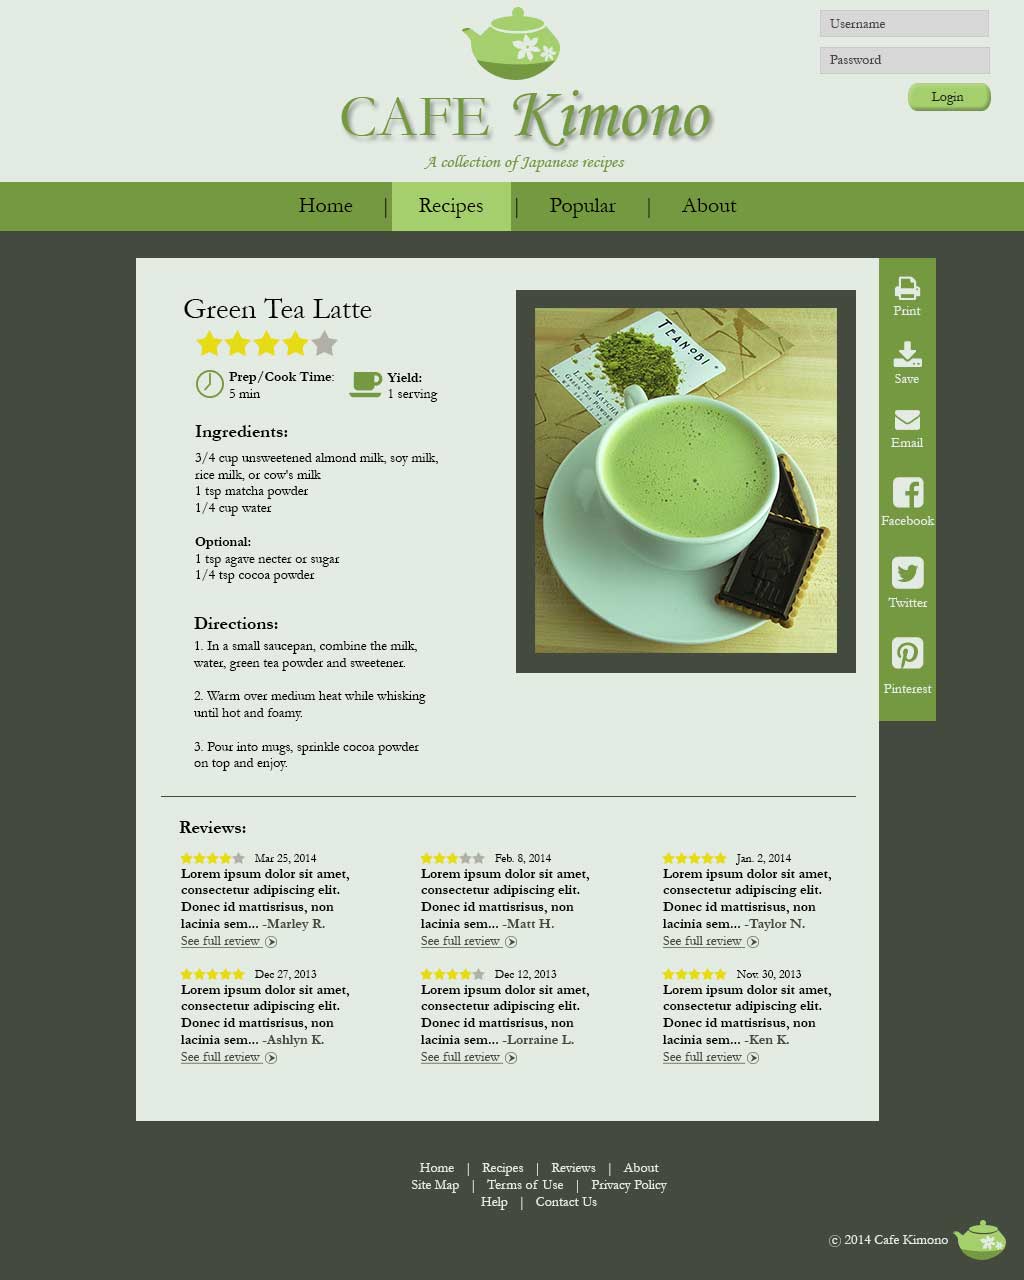 Username
Password
Login
CAFE Kimono
A collection of Japanese recipes
Home | Recipes | Popular | About
Green Tea Latte
Prep/Cook Time:
5 min
Yield:
1 serving
Ingredients:
3/4 cup unsweetened almond milk, soy milk,
rice milk, or cow's milk
1 tsp matcha powder
1/4 cup water
Optional:
1 tsp agave necter or sugar
1/4 tsp cocoa powder
Directions:
1. In a small saucepan, combine the milk,
water, green tea powder and sweetener.
2. Warm over medium heat while whisking
until hot and foamy.
3. Pour into mugs, sprinkle cocoa powder
on top and enjoy.
TEANOBI
LATTE MATCHA
GREEN TEA POWDER
Print
Save
Email
Facebook
Twitter
Pinterest
Reviews:
Mar 25, 2014
Lorem ipsum dolor sit amet,
consectetur adipiscing elit.
Donec id mattisrisus, non
lacinia sem... -Marley R.
See full review
Feb. 8, 2014
Lorem ipsum dolor sit amet,
consectetur adipiscing elit.
Donec id mattisrisus, non
lacinia sem... -Matt H.
See full review
Jan. 2, 2014
Lorem ipsum dolor sit amet,
consectetur adipiscing elit.
Donec id mattisrisus, non
lacinia sem... -Taylor N.
See full review
Dec 27, 2013
Lorem ipsum dolor sit amet,
consectetur adipiscing elit.
Donec id mattisrisus, non
lacinia sem... -Ashlyn K.
See full review
Dec 12, 2013
Lorem ipsum dolor sit amet,
consectetur adipiscing elit.
Donec id mattisrisus, non
lacinia sem... -Lorraine L.
See full review
Nov. 30, 2013
Lorem ipsum dolor sit amet,
consectetur adipiscing elit.
Donec id mattisrisus, non
lacinia sem... -Ken K.
See full review
Home | Recipes | Reviews | About
Site Map | Terms of Use | Privacy Policy
Help | Contact Us
© 2014 Cafe Kimono